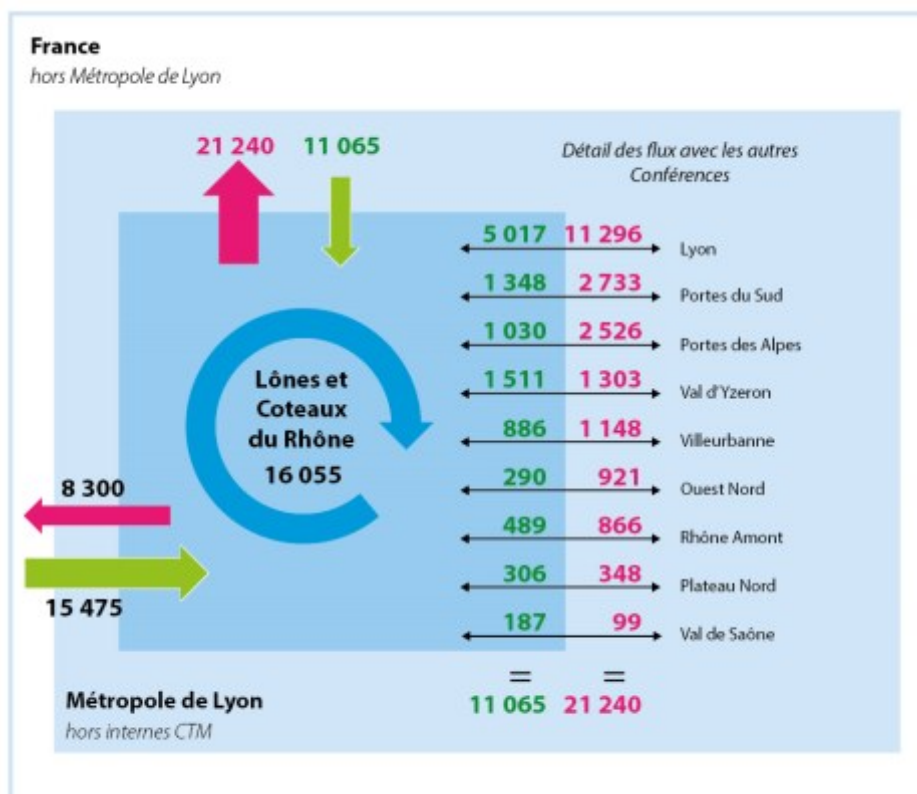 France
hors Métropole de Lyon
21 240 11 065
Détail des flux avec les autres
Conférences
5 017 11 296 Lyon
1 348 2 733 Portes du Sud
1 030 2 526 Portes des Alpes
1 511 1 303 Val d'Yzeron
886 1 148 Villeurbanne
290 921 Ouest Nord
489 866 Rhône Amont
306 348 Plateau Nord
187 99 Val de Saône
= =
11 065 21 240
Lônes et
Coteaux
du Rhône
16 055
8 300
15 475
Métropole de Lyon
hors internes CTM